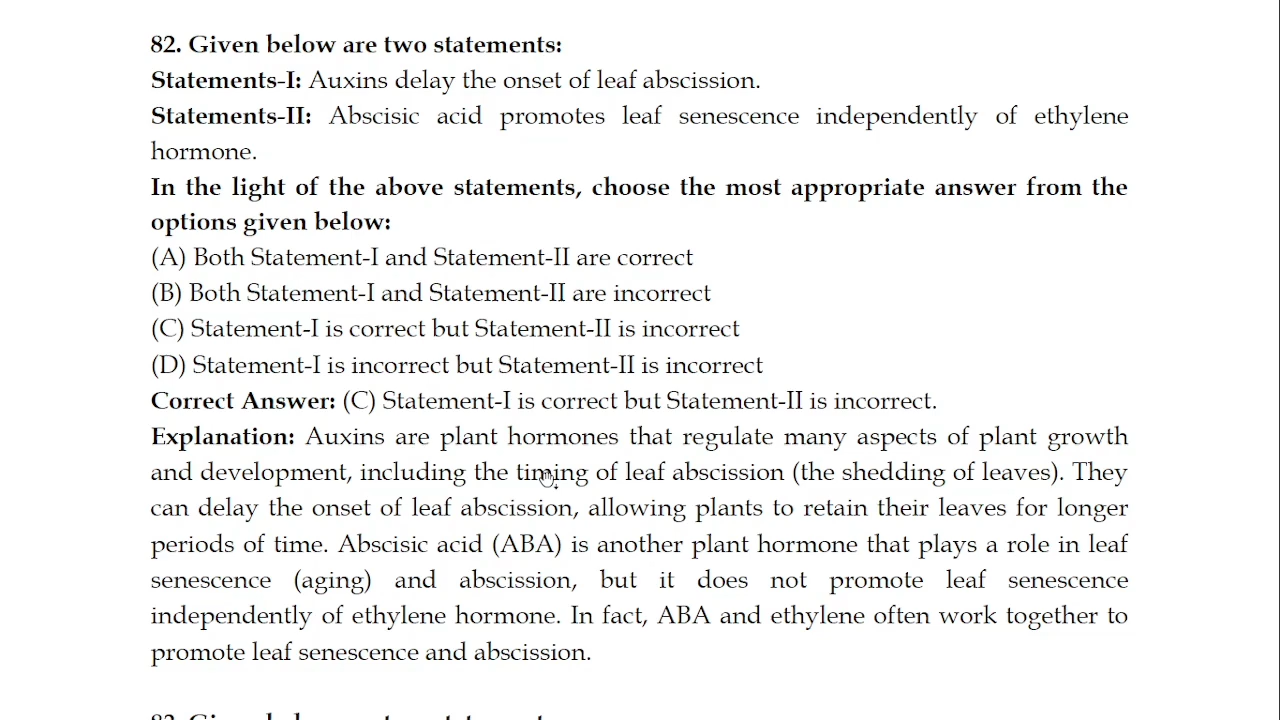 82. Given below are two statements:
Statements-I: Auxins delay the onset of leaf abscission.
Statements-II: Abscisic acid promotes leaf senescence independently of ethylene
hormone.
In the light of the above statements, choose the most appropriate answer from the
options given below:
(A) Both Statement-I and Statement-II are correct
(B) Both Statement-I and Statement-II are incorrect
(C) Statement-I is correct but Statement-II is incorrect
(D) Statement-I is incorrect but Statement-II is incorrect
Correct Answer: (C) Statement-I is correct but Statement-II is incorrect.
Explanation: Auxins are plant hormones that regulate many aspects of plant growth
and development, including the timing of leaf abscission (the shedding of leaves). They
can delay the onset of leaf abscission, allowing plants to retain their leaves for longer
periods of time. Abscisic acid (ABA) is another plant hormone that plays a role in leaf
senescence (aging) and abscission, but it does not promote leaf senescence
independently of ethylene hormone. In fact, ABA and ethylene often work together to
promote leaf senescence and abscission.